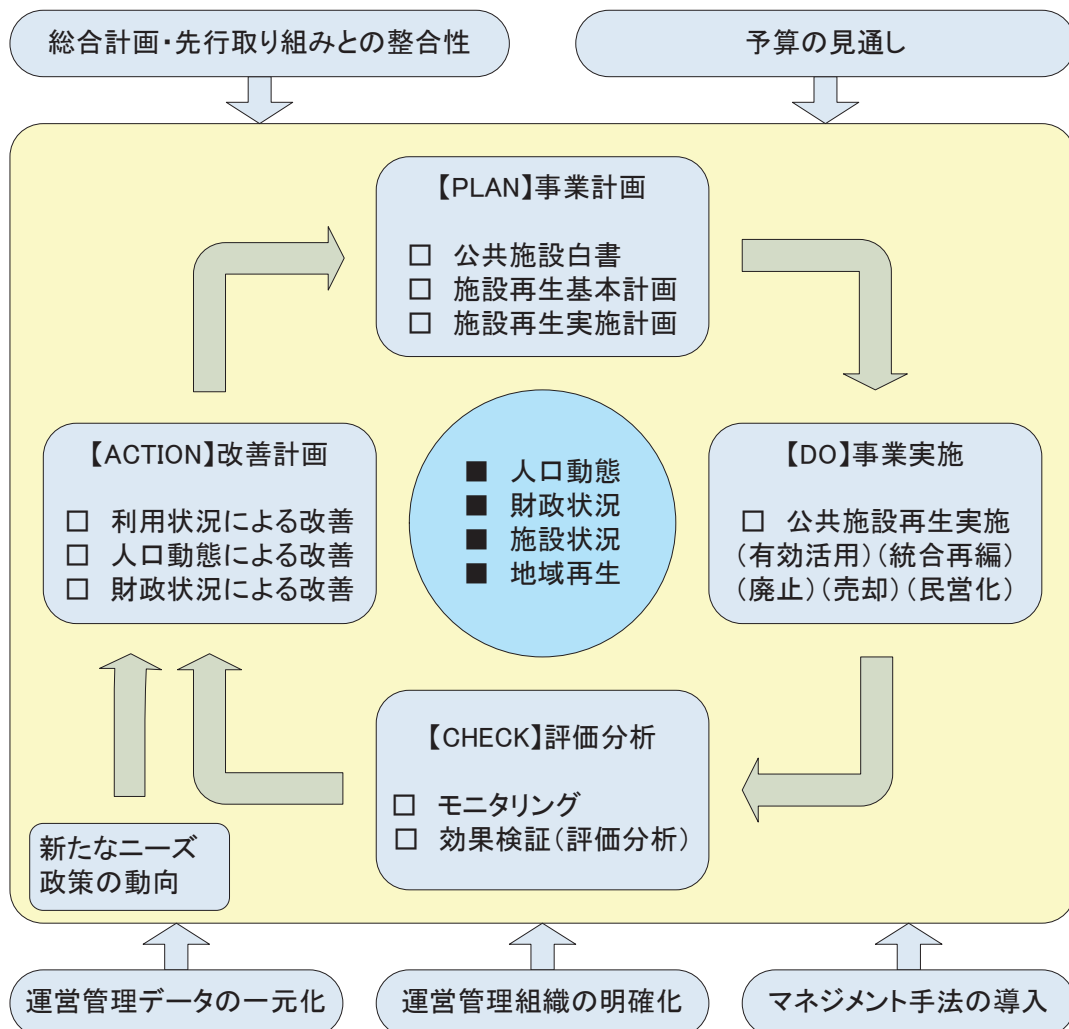 総合計画・先行取り組みとの整合性
予算の見通し
【PLAN】事業計画
□ 公共施設白書
□ 施設再生基本計画
□ 施設再生実施計画
【ACTION】改善計画
□ 利用状況による改善
□ 人口動態による改善
□ 財政状況による改善
■ 人口動態
■ 財政状況
■ 施設状況
■ 地域再生
【DO】事業実施
□ 公共施設再生実施
(有効活用)(統合再編)
(廃止)(売却)(民営化)
【CHECK】評価分析
□ モニタリング
□ 効果検証(評価分析)
新たなニーズ
政策の動向
運営管理データの一元化
運営管理組織の明確化
マネジメント手法の導入